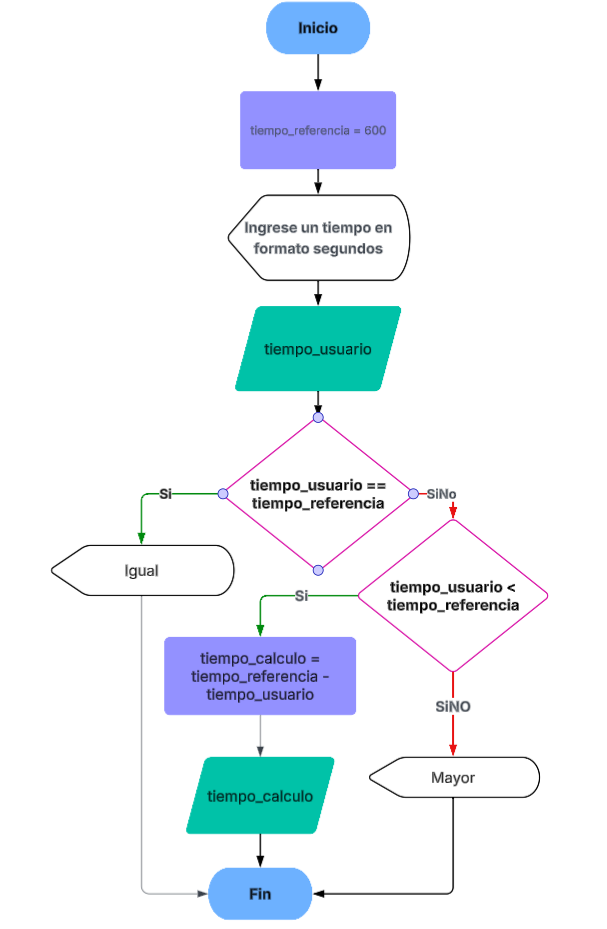 Inicio
tiempo_referencia = 600
Ingrese un tiempo en
formato segundos
tiempo_usuario
tiempo_usuario ==
tiempo_referencia
Si
SiNo
Igual
tiempo_usuario <
tiempo_referencia
Si
tiempo_calculo =
tiempo_referencia -
tiempo_usuario
SiNO
Mayor
tiempo_calculo
Fin